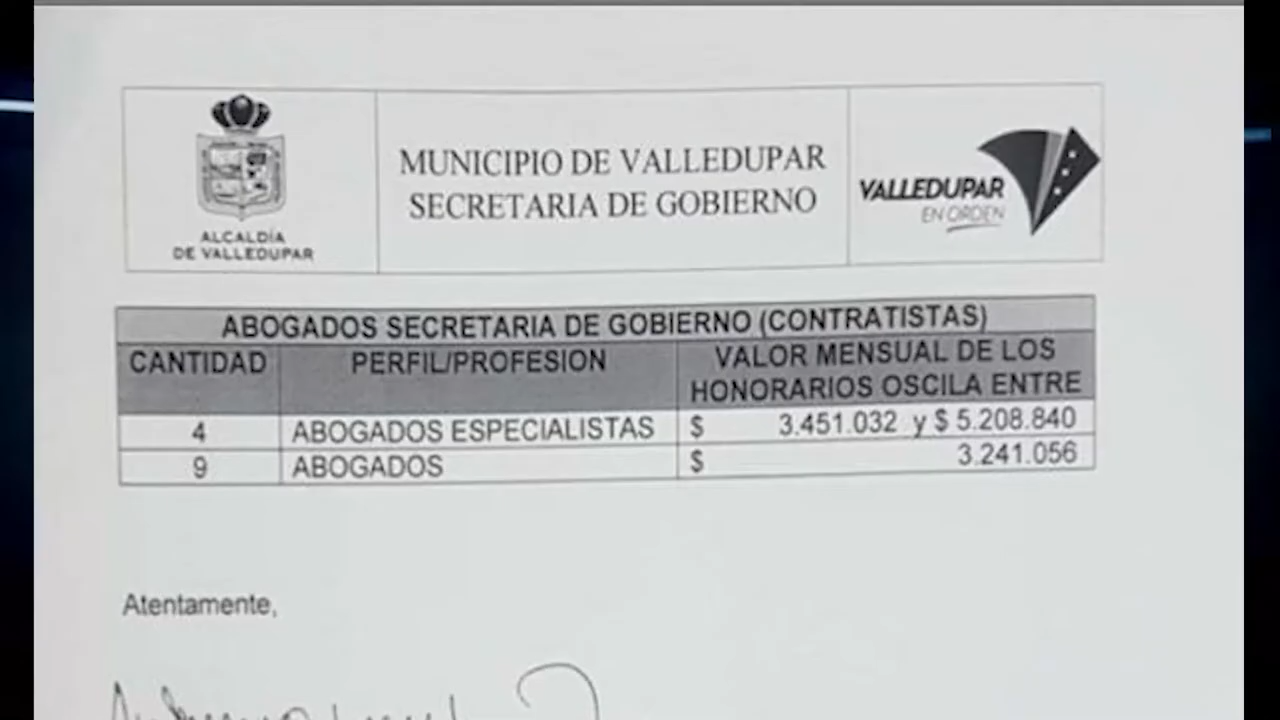 ALCALDÍA
DE VALLEDUPAR
MUNICIPIO DE VALLEDUPAR
SECRETARIA DE GOBIERNO
VALLEDUPAR
EN ORDEN
ABOGADOS SECRETARIA DE GOBIERNO (CONTRATISTAS)
CANTIDAD PERFIL/PROFESION VALOR MENSUAL DE LOS
HONORARIOS OSCILA ENTRE
4 ABOGADOS ESPECIALISTAS $ 3.451.032 y $ 5.208.840
9 ABOGADOS $ 3.241.056
Atentamente,